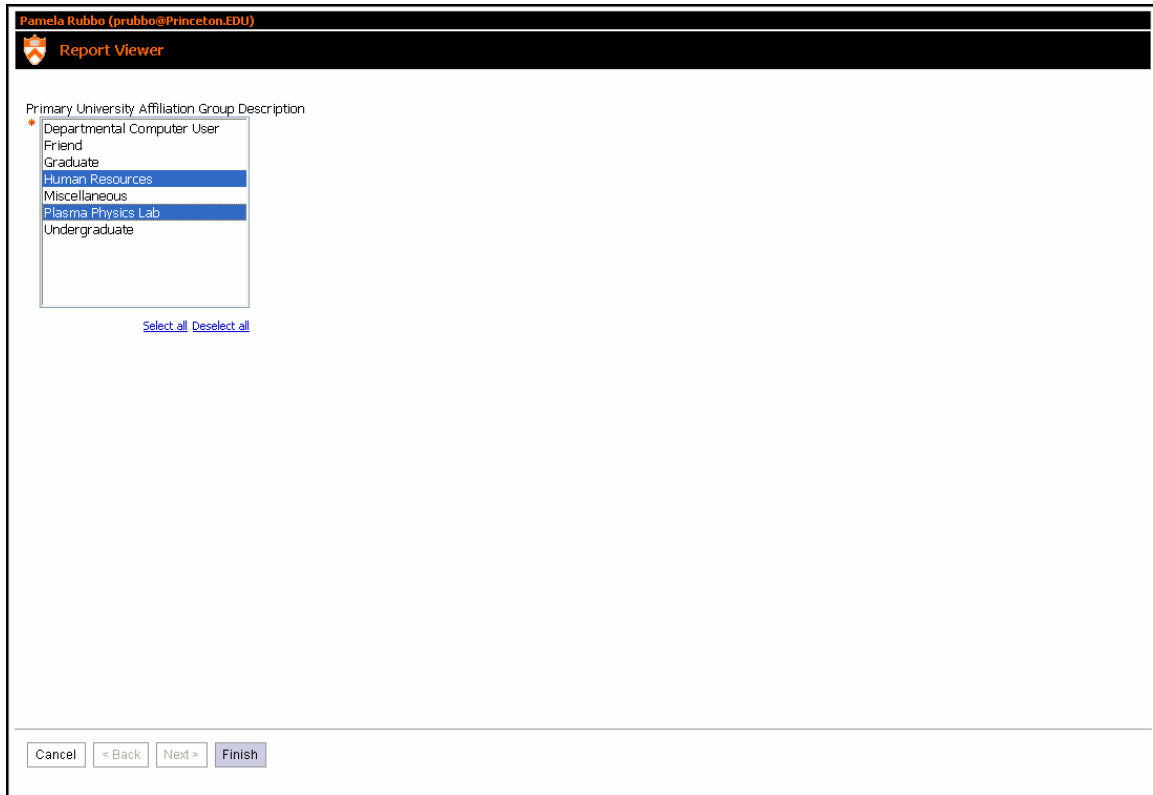 Pamela Rubbo (prubbo@Princeton.EDU)
Report Viewer
Primary University Affiliation Group Description
*
Departmental Computer User
Friend
Graduate
Human Resources
Miscellaneous
Plasma Physics Lab
Undergraduate
Select all Deselect all
Cancel < Back Next > Finish